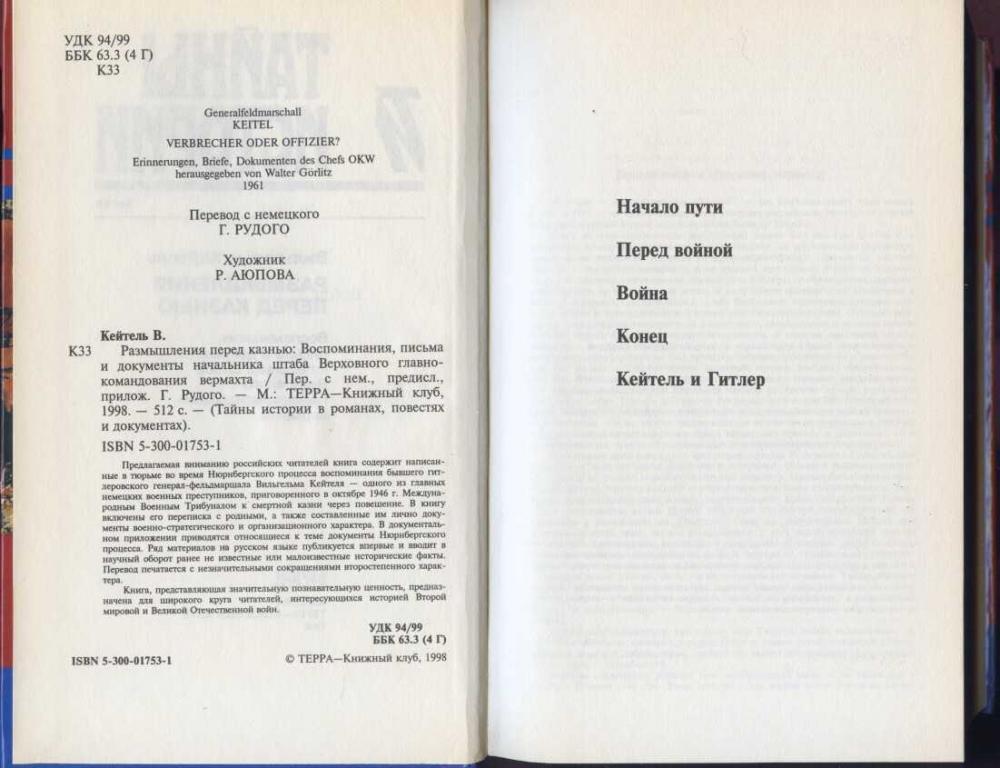 УДК 94/99
ББК 63.3 (4 Г)
К33
Generalfeldmarschall
KEITEL
VERBRECHER ODER OFFIZIER?
Erinnerungen, Briefe, Dokumenten des Chefs OKW
herausgegeben von Walter Görlitz
1961
Перевод с немецкого
Г. РУДОГО
Художник
Р. АЮПОВА
Кейтель В.
К33 Размышления перед казнью: Воспоминания, письма
и документы начальника штаба Верховного главно-
командования вермахта / Пер. с нем., предисл.,
прилож. Г. Рудого. — М.: ТЕРРА—Книжный клуб,
1998. — 512 с. — (Тайны истории в романах, повестях
и документах).
ISBN 5-300-01753-1
Предлагаемая вниманию российских читателей книга содержит написан-
ные в тюрьме во время Нюрнбергского процесса воспоминания бывшего гит-
леровского генерал-фельдмаршала Вильгельма Кейтеля — одного из главных
немецких военных преступников, приговоренного в октябре 1946 г. Междуна-
родным Военным Трибуналом к смертной казни через повешение. В книгу
включены его переписка с родными, а также составленные им лично доку-
менты военно-стратегического и организационного характера. В документаль-
ном приложении приводятся относящиеся к теме документы Нюрнбергского
процесса. Ряд материалов на русском языке публикуется впервые и вводит в
научный оборот ранее не известные или малоизвестные исторические факты.
Перевод печатается с незначительными сокращениями второстепенного харак-
тера.
Книга, представляющая значительную познавательную ценность, предназ-
начена для широкого круга читателей, интересующихся историей Второй
мировой и Великой Отечественной войн.
УДК 94/99
ББК 63.3 (4 Г)
ISBN 5-300-01753-1 © ТЕРРА—Книжный клуб, 1998
Начало пути
Перед войной
Война
Конец
Кейтель и Гитлер